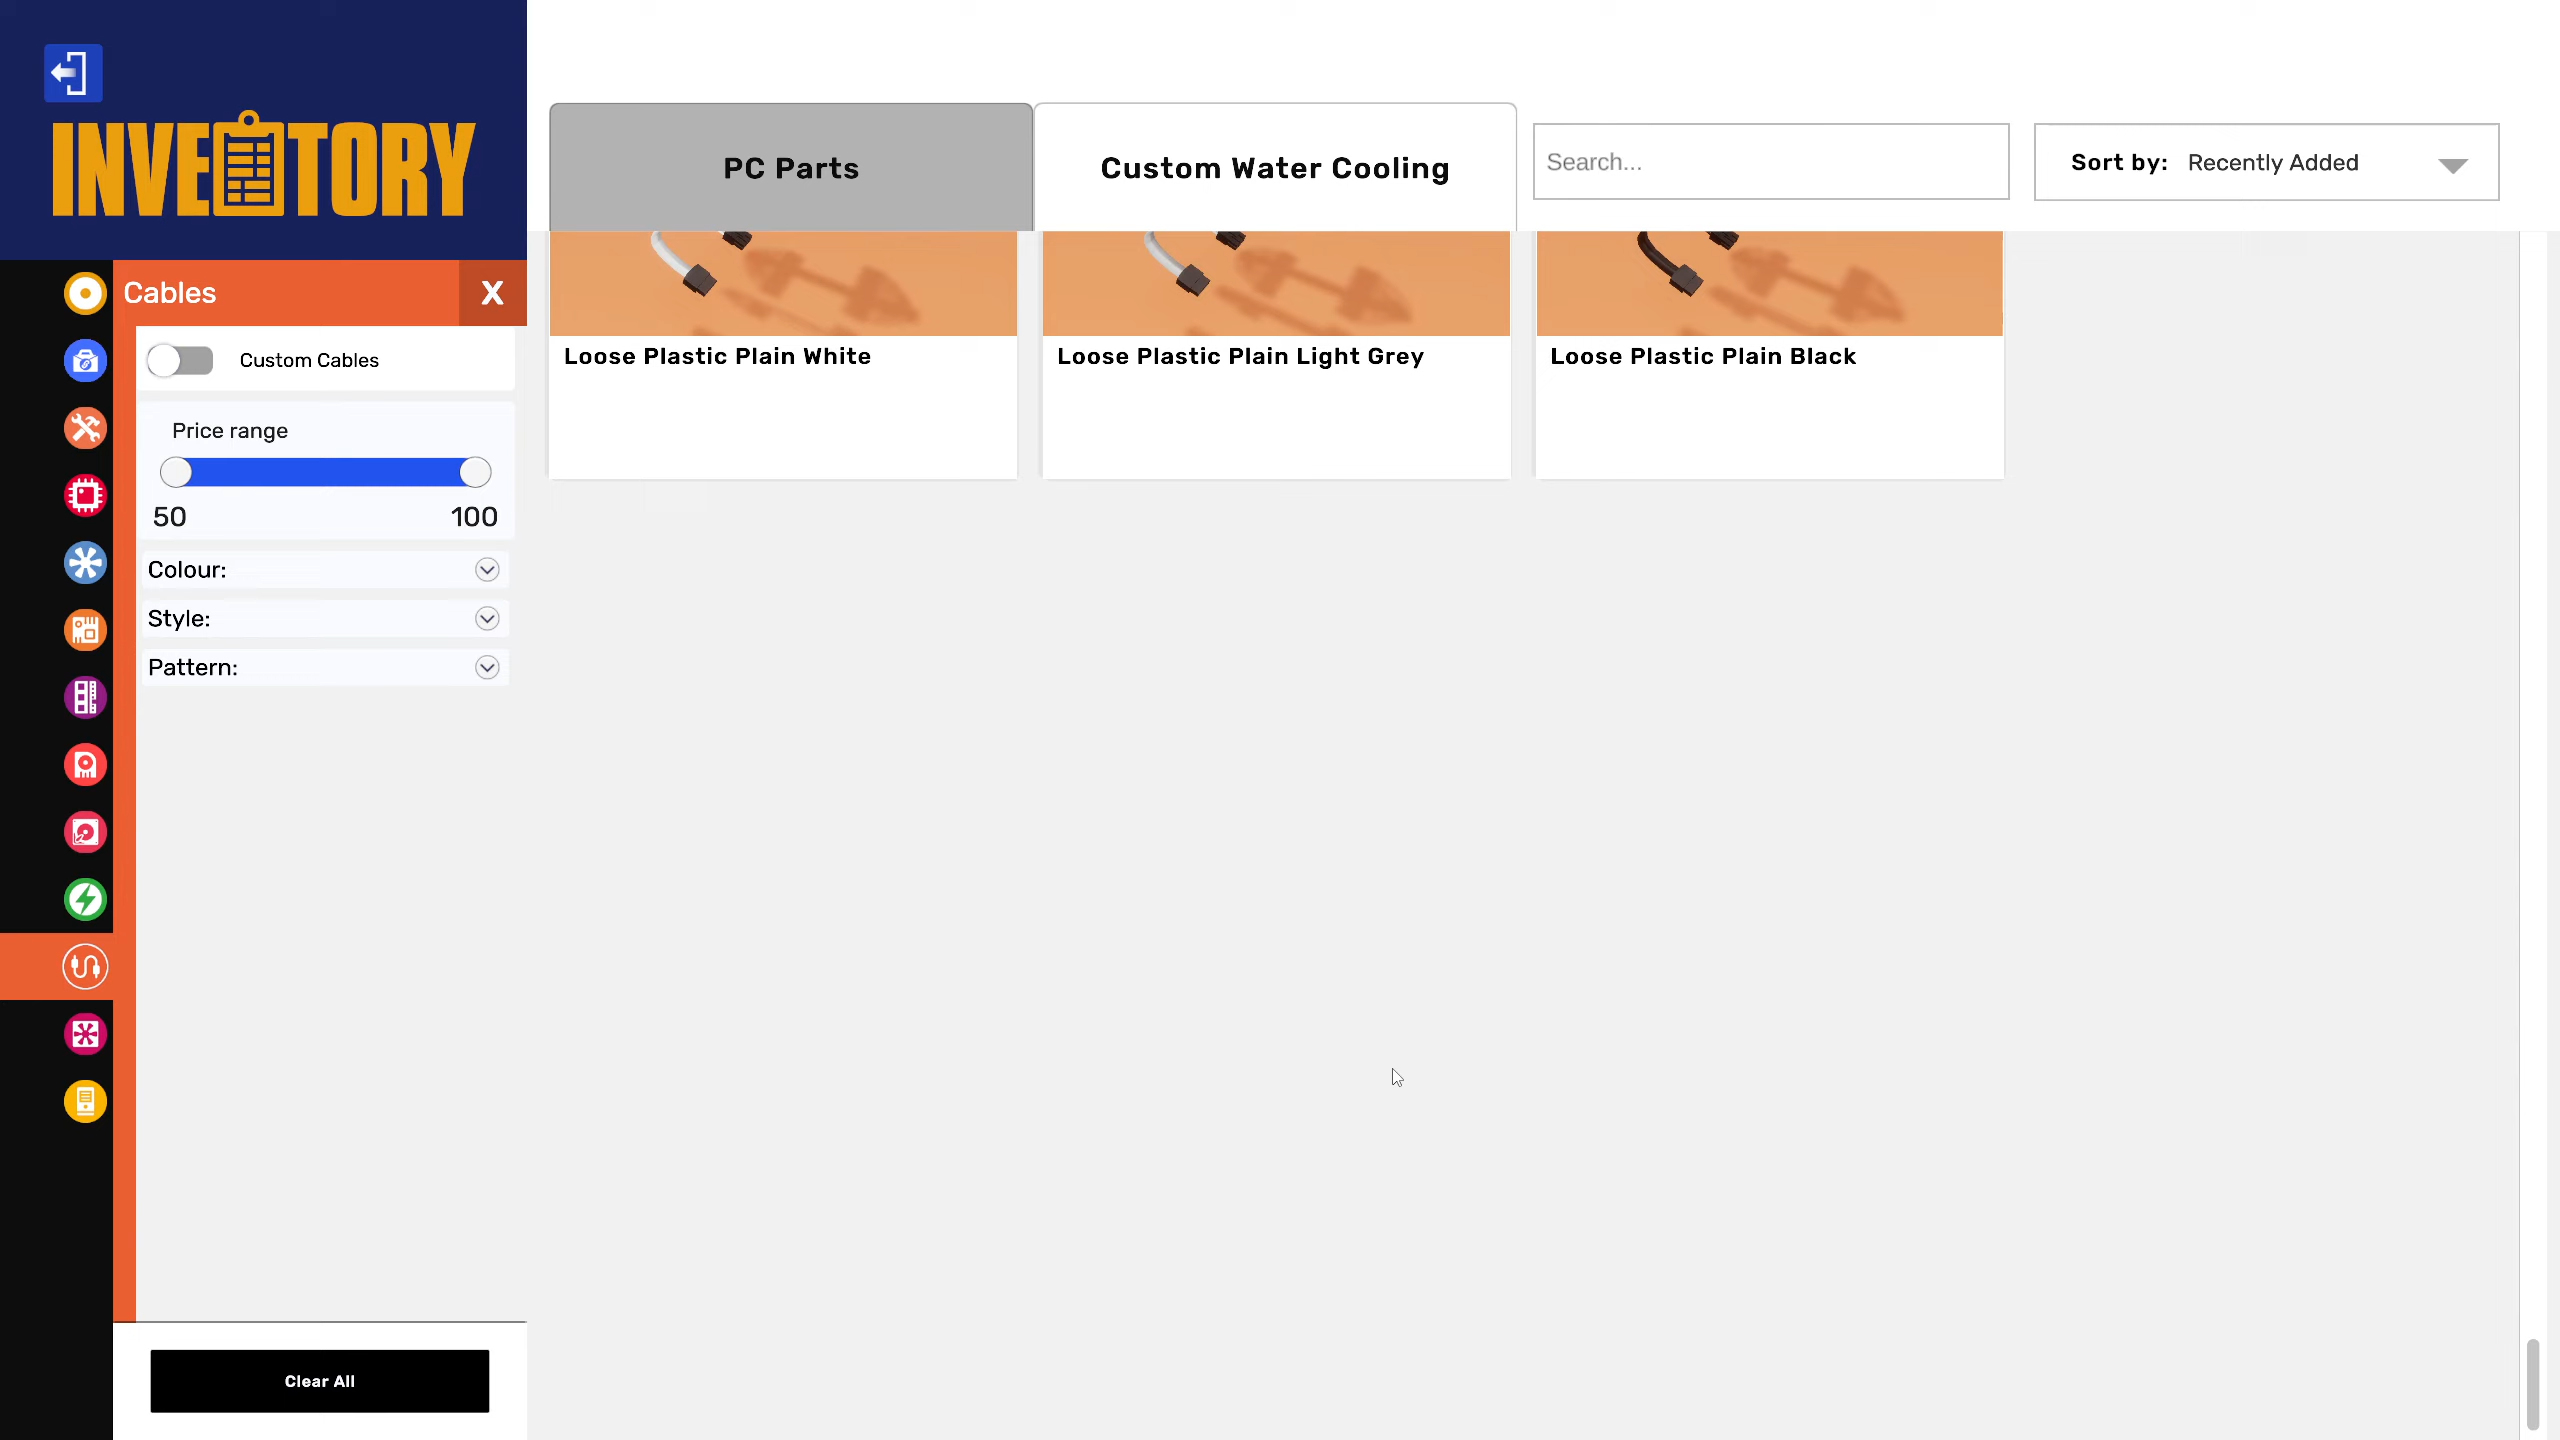 INVENTORY
PC Parts
Custom Water Cooling
Search...
Sort by: Recently Added
Cables
X
Custom Cables
Price range
50 100
Colour:
Style:
Pattern:
Loose Plastic Plain White
Loose Plastic Plain Light Grey
Loose Plastic Plain Black
Clear All